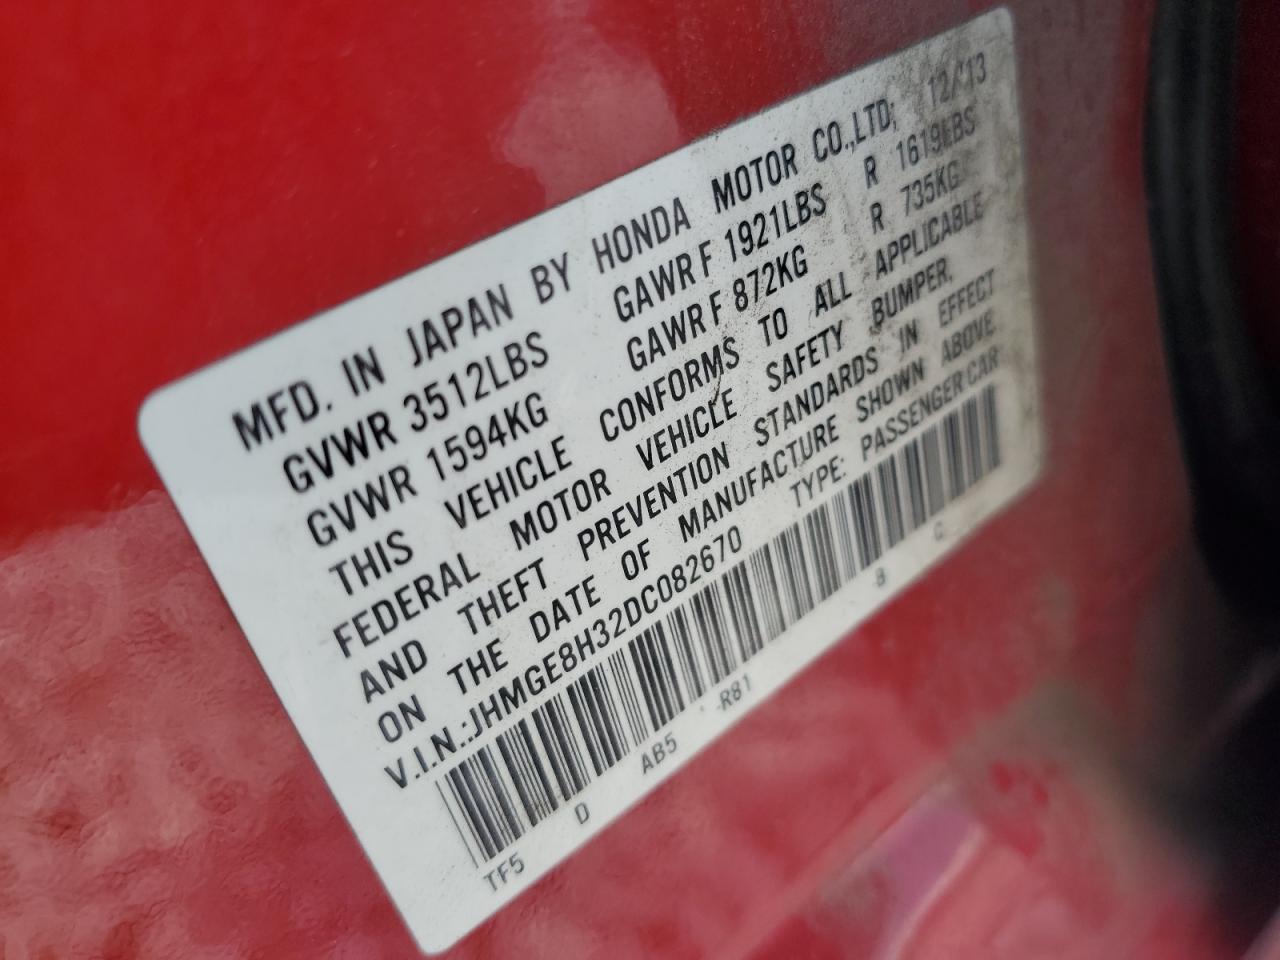 MFD. IN JAPAN BY HONDA MOTOR CO.,LTD; 12/'13
GVWR 3512LBS GAWR F 1921LBS R 1619LBS
GVWR 1594KG GAWR F 872KG R 735KG
THIS VEHICLE CONFORMS TO ALL APPLICABLE
FEDERAL MOTOR VEHICLE SAFETY BUMPER,
AND THEFT PREVENTION STANDARDS IN EFFECT
ON THE DATE OF MANUFACTURE SHOWN ABOVE
V.I.N.:JHMGE8H32DC082670 TYPE: PASSENGER CAR
TF5 D AB5 -R81 B C